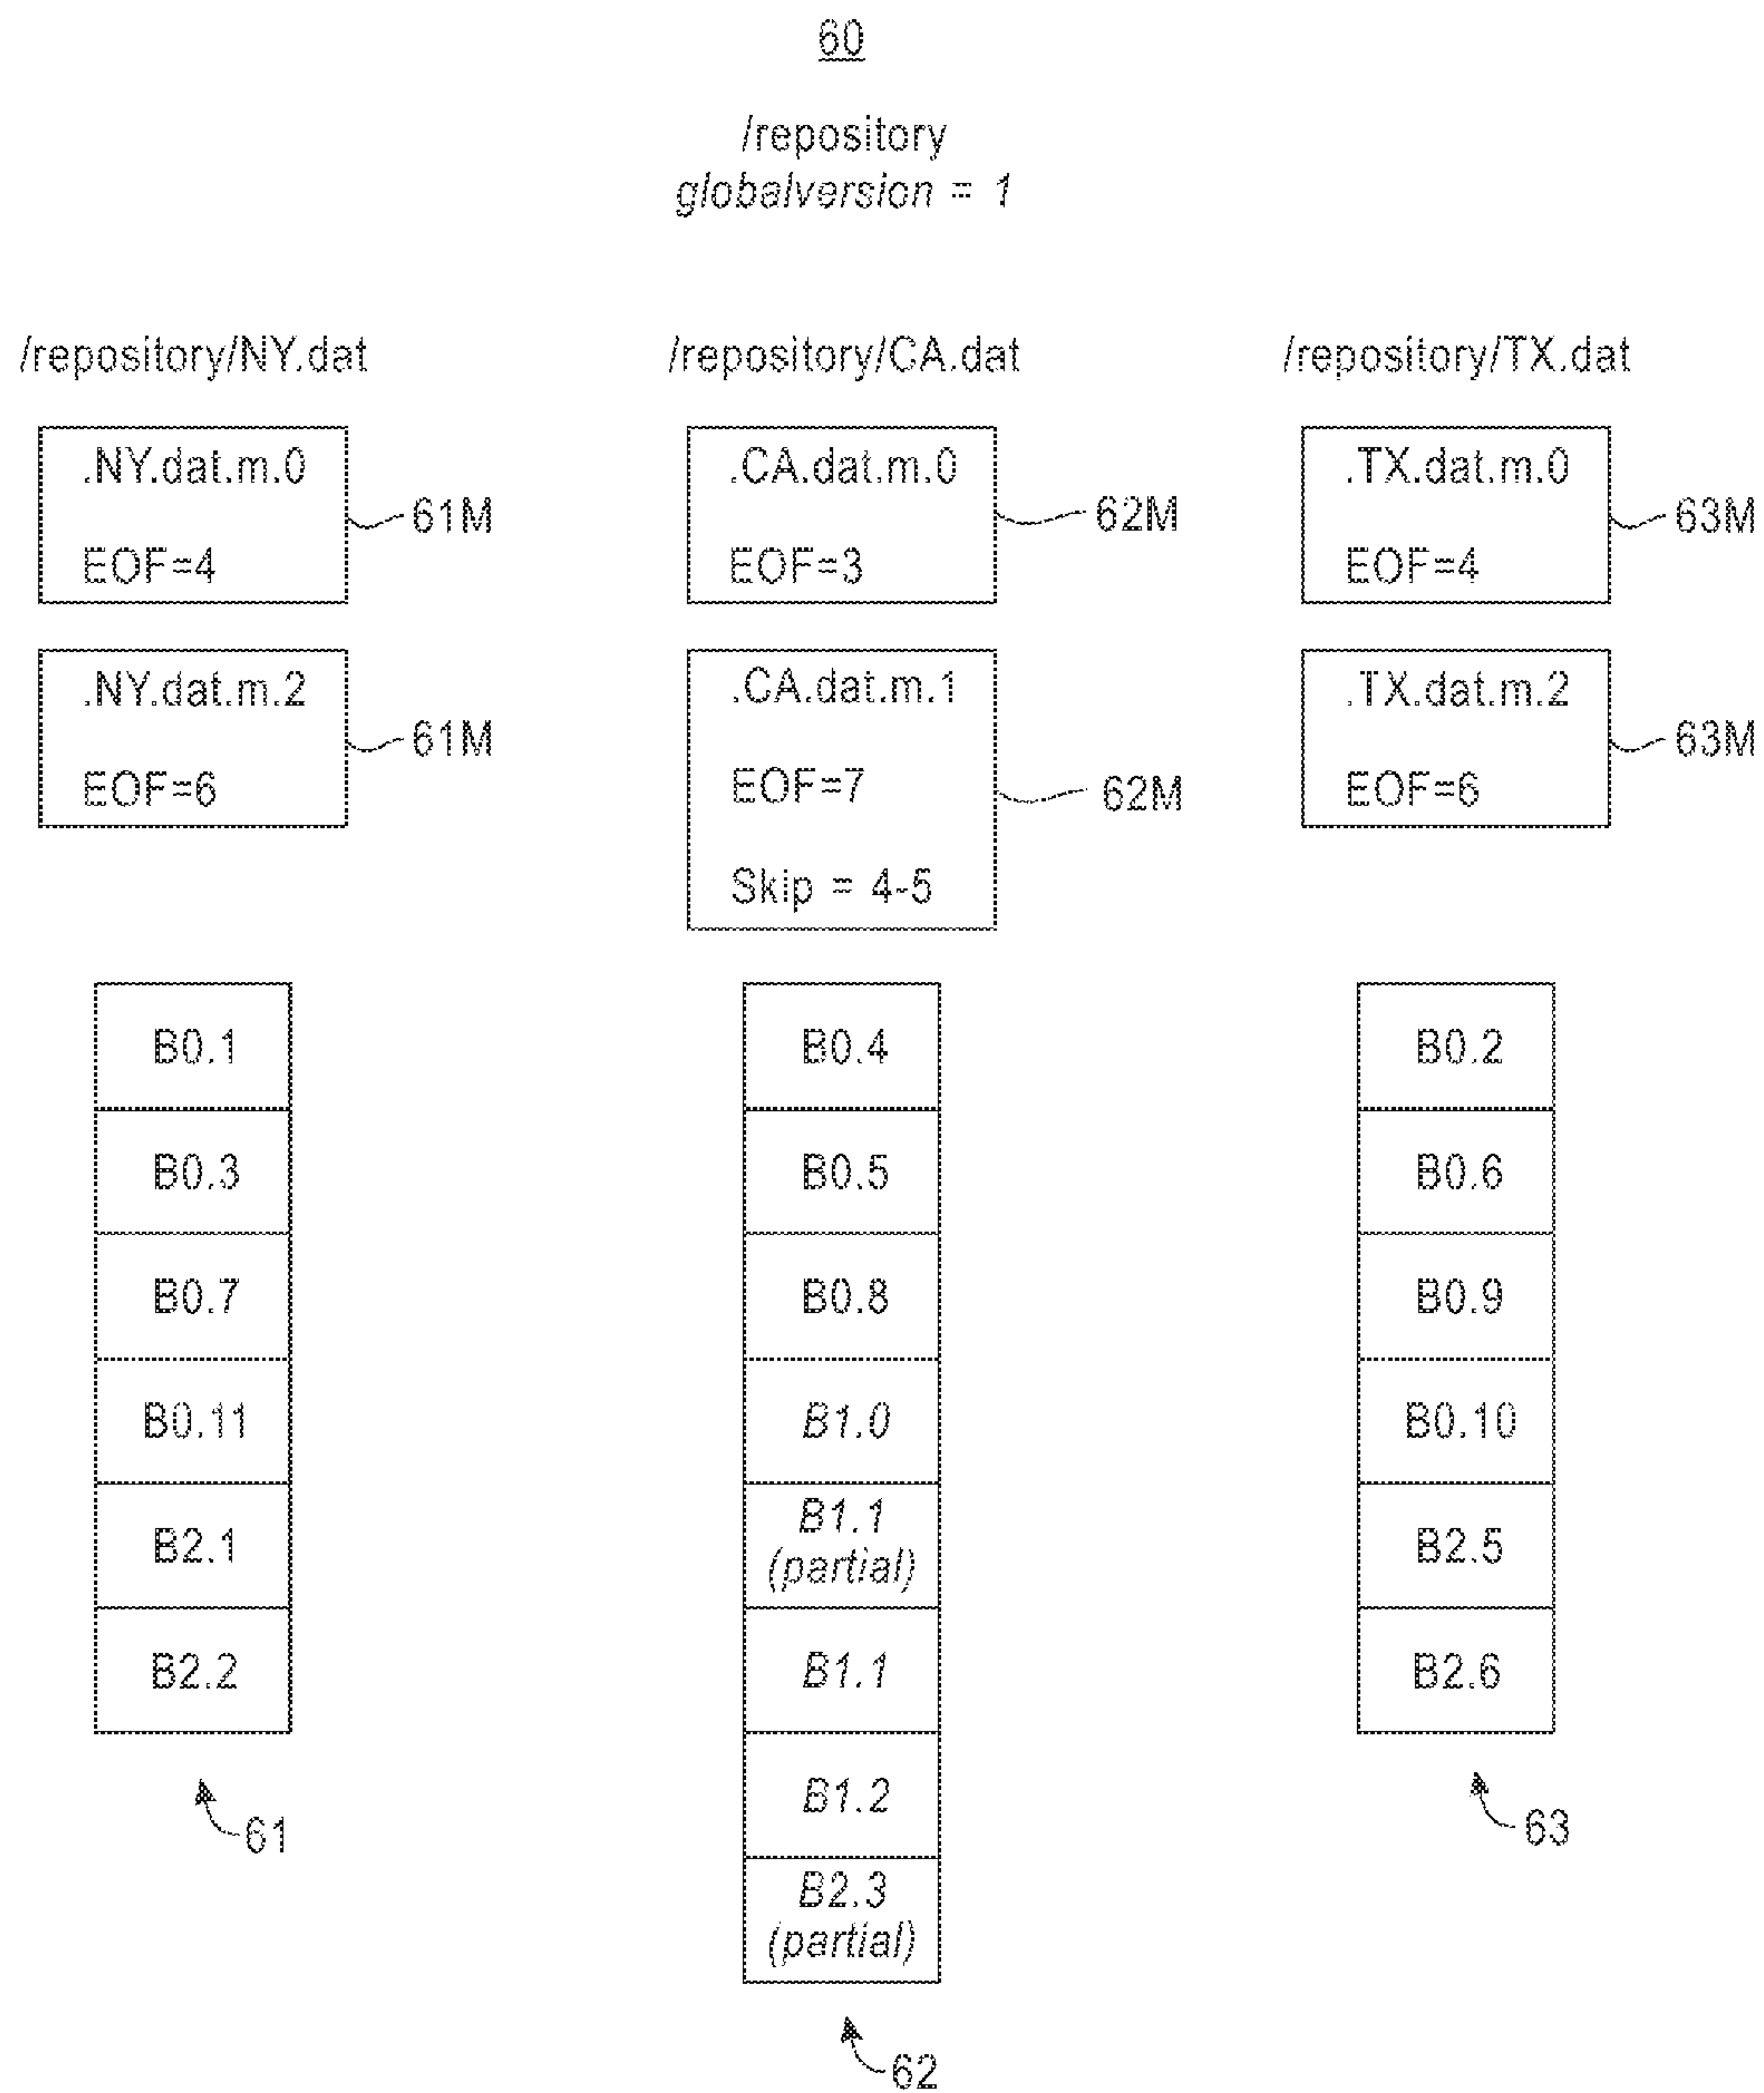 60
/repository
globalversion = 1
/repository/NY.dat
.NY.dat.m.0
EOF=4
61M
.NY.dat.m.2
EOF=6
61M
B0.1
B0.3
B0.7
B0.11
B2.1
B2.2
61
/repository/CA.dat
.CA.dat.m.0
EOF=3
62M
.CA.dat.m.1
EOF=7
Skip = 4-5
62M
B0.4
B0.5
B0.8
B1.0
B1.1
(partial)
B1.1
B1.2
B2.3
(partial)
62
/repository/TX.dat
.TX.dat.m.0
EOF=4
63M
.TX.dat.m.2
EOF=6
63M
B0.2
B0.6
B0.9
B0.10
B2.5
B2.6
63